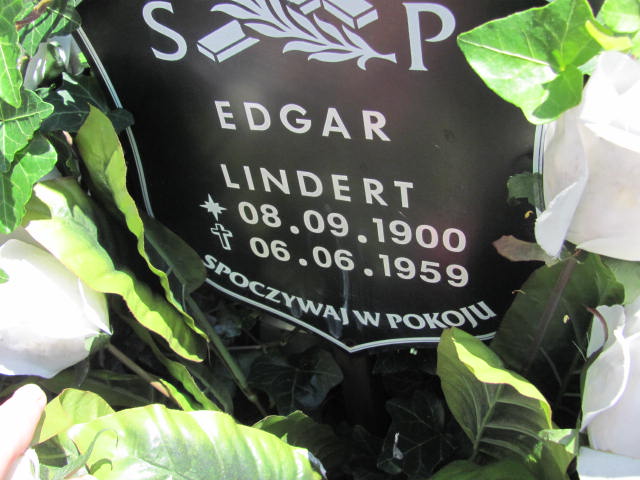 S P
EDGAR
LINDERT
08.09.1900
06.06.1959
SPOCZYWAJ W POKOJU